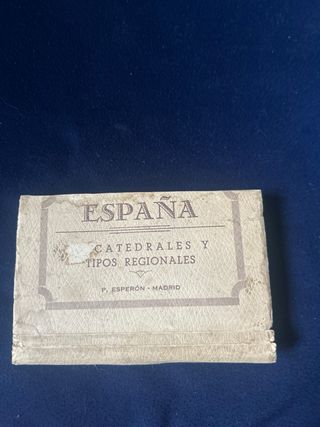 ESPAÑA
CATEDRALES Y
TIPOS REGIONALES
P. ESPERÓN - MADRID